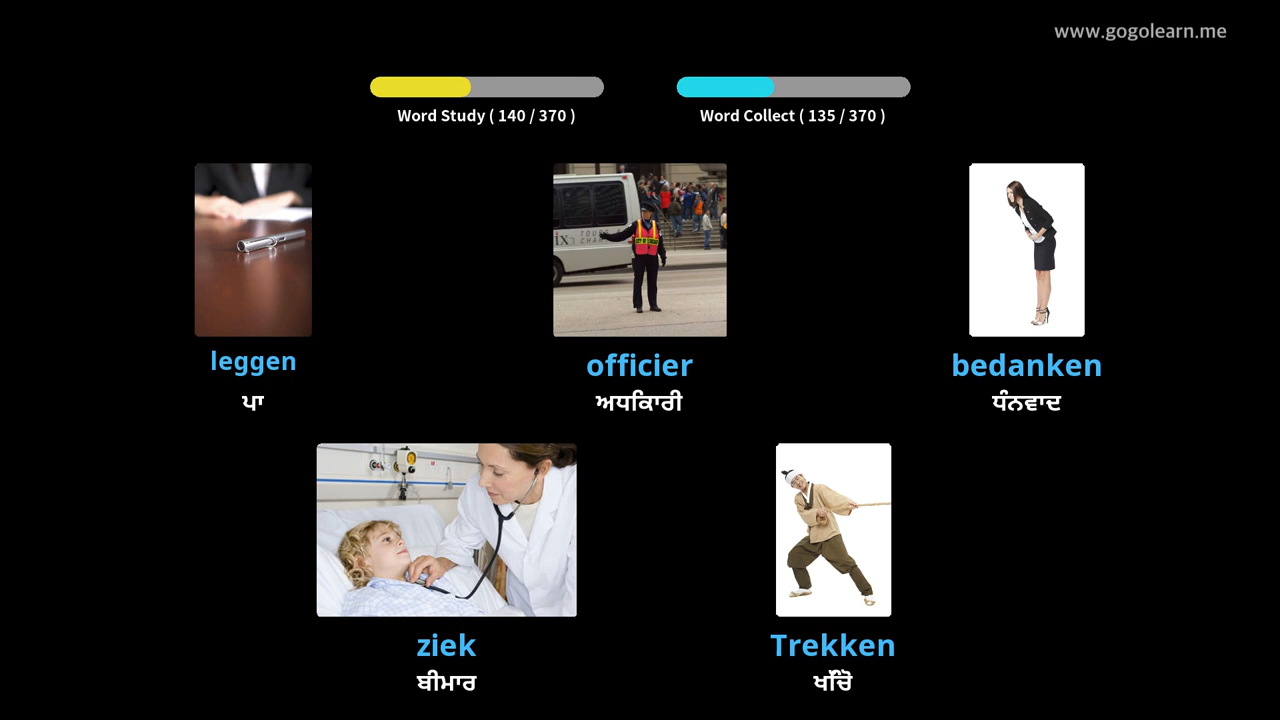 www.gogolearn.me
Word Study ( 140 / 370 )
Word Collect ( 135 / 370 )
leggen
ਪਾ
officier
ਅਧਿਕਾਰੀ
bedanken
ਧੰਨਵਾਦ
ziek
ਬੀਮਾਰ
Trekken
ਖਿੱਚੋ